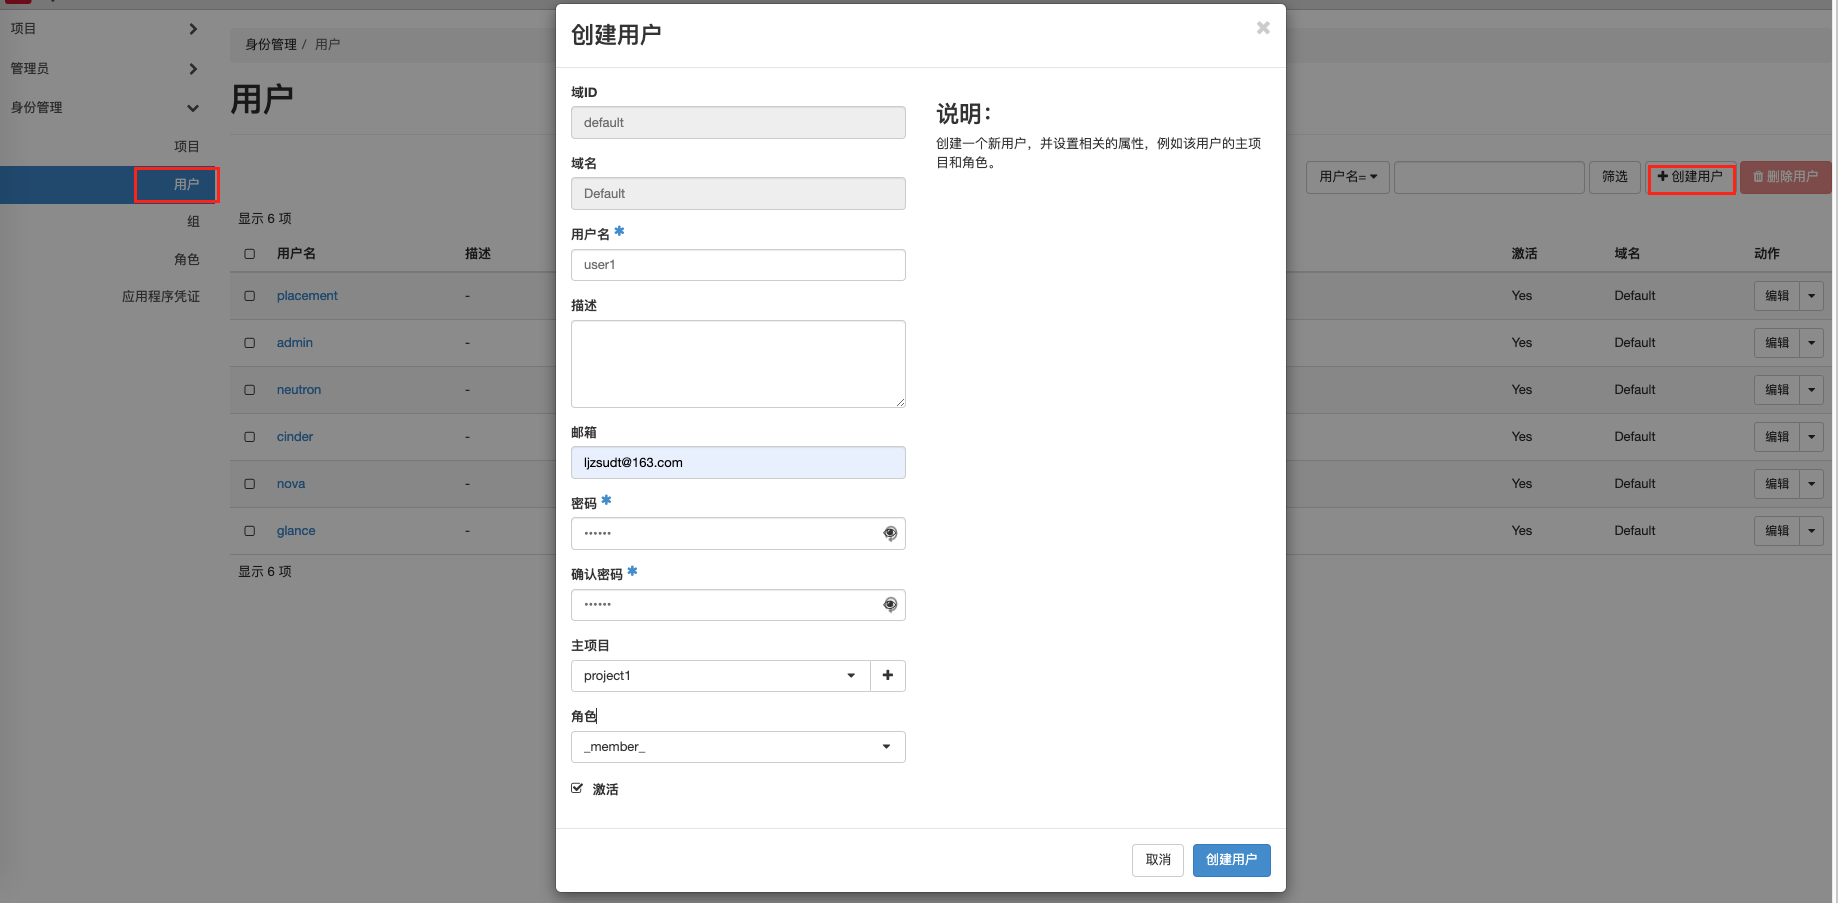 项目
管理员
身份管理
项目
用户
组
角色
应用程序凭证
身份管理 / 用户
用户
用户名=
筛选
创建用户
删除用户
显示 6 项
用户名 描述 激活 域名 动作
placement - Yes Default 编辑
admin - Yes Default 编辑
neutron - Yes Default 编辑
cinder - Yes Default 编辑
nova - Yes Default 编辑
glance - Yes Default 编辑
显示 6 项
创建用户
×
域ID
default
域名
Default
用户名 *
user1
描述
邮箱
ljzsudt@163.com
密码 *
••••••
确认密码 *
••••••
主项目
project1
角色
_member_
激活
说明：
创建一个新用户，并设置相关的属性，例如该用户的主项
目和角色。
取消
创建用户